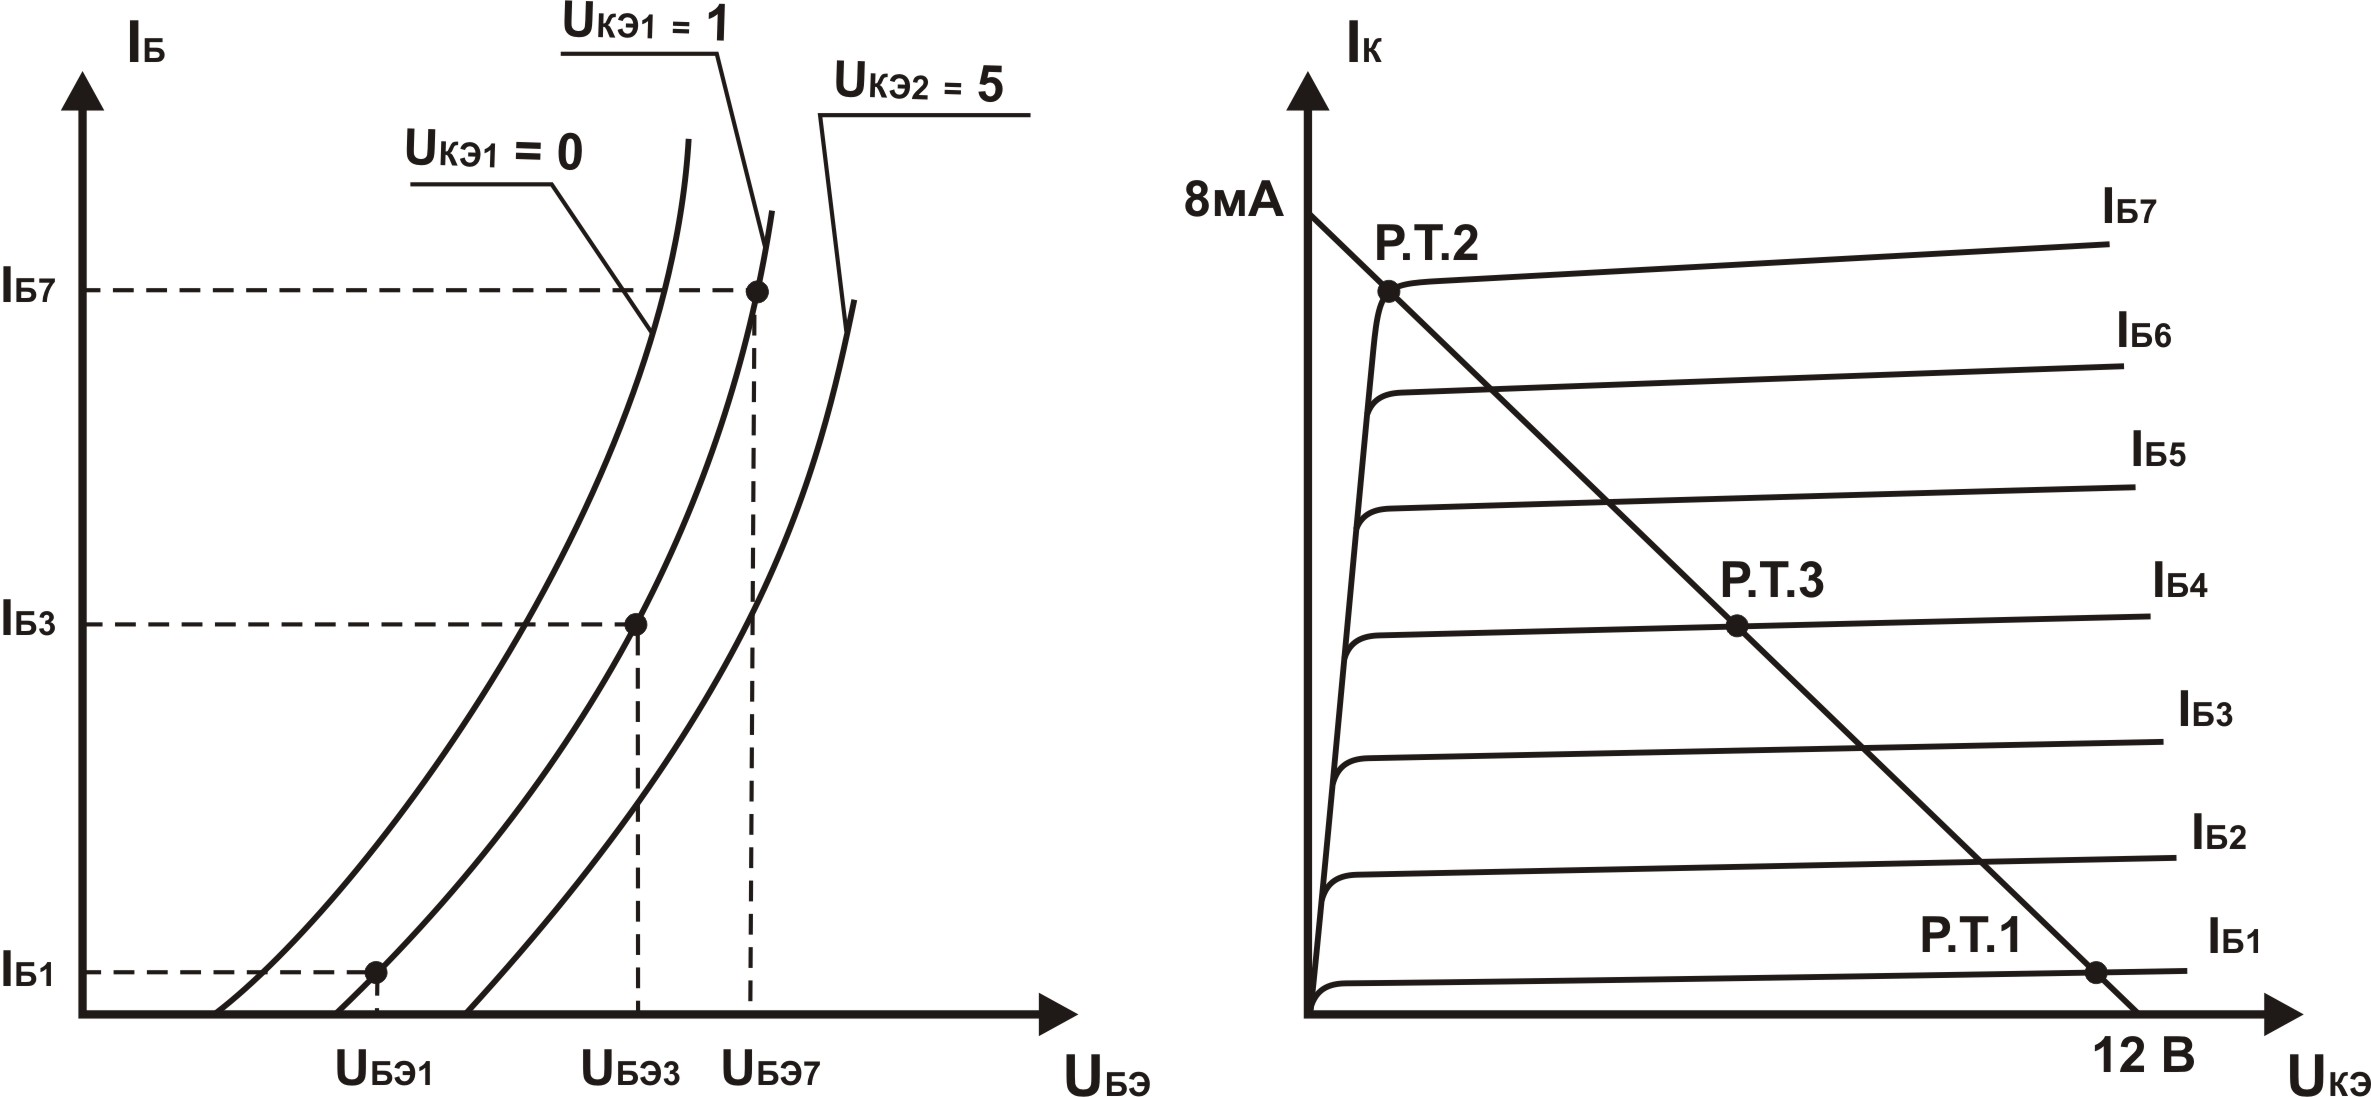 IБ
UКЭ1 = 1
UКЭ2 = 5
UКЭ1 = 0
IБ7
IБ3
IБ1
UБЭ1
UБЭ3
UБЭ7
UБЭ
IК
8мА
Р.Т.2
IБ7
IБ6
IБ5
Р.Т.3
IБ4
IБ3
IБ2
Р.Т.1
IБ1
12 В
UКЭ